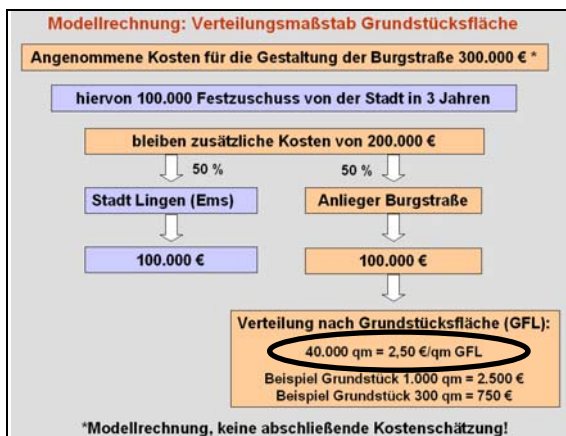 Modellrechnung: Verteilungsmaßstab Grundstücksfläche
Angenommene Kosten für die Gestaltung der Burgstraße 300.000 € *
hiervon 100.000 Festzuschuss von der Stadt in 3 Jahren
bleiben zusätzliche Kosten von 200.000 €
50 %
50 %
Stadt Lingen (Ems)
Anlieger Burgstraße
100.000 €
100.000 €
Verteilung nach Grundstücksfläche (GFL):
40.000 qm = 2,50 €/qm GFL
Beispiel Grundstück 1.000 qm = 2.500 €
Beispiel Grundstück 300 qm = 750 €
*Modellrechnung, keine abschließende Kostenschätzung!